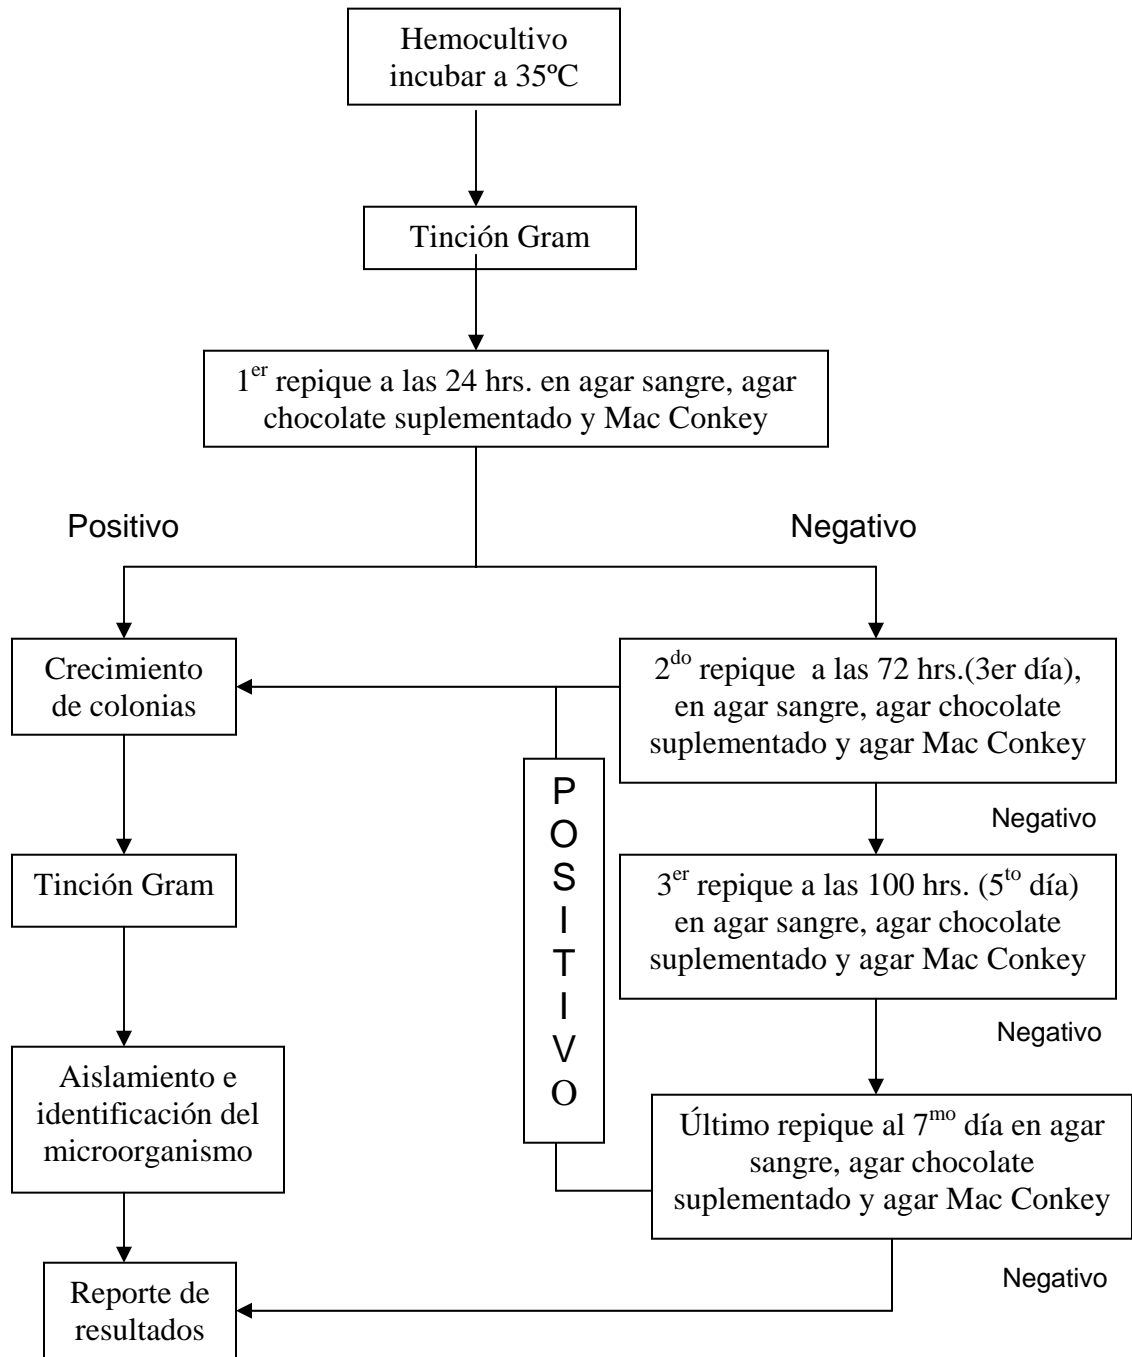 Hemocultivo
incubar a 35ºC
Tinción Gram
1er repique a las 24 hrs. en agar sangre, agar
chocolate suplementado y Mac Conkey
Positivo
Negativo
Crecimiento
de colonias
2do repique a las 72 hrs.(3er día),
en agar sangre, agar chocolate
suplementado y agar Mac Conkey
P
O
S
I
T
I
V
O
Negativo
Tinción Gram
3er repique a las 100 hrs. (5to día)
en agar sangre, agar chocolate
suplementado y agar Mac Conkey
Negativo
Aislamiento e
identificación del
microorganismo
Último repique al 7mo día en agar
sangre, agar chocolate
suplementado y agar Mac Conkey
Negativo
Reporte de
resultados